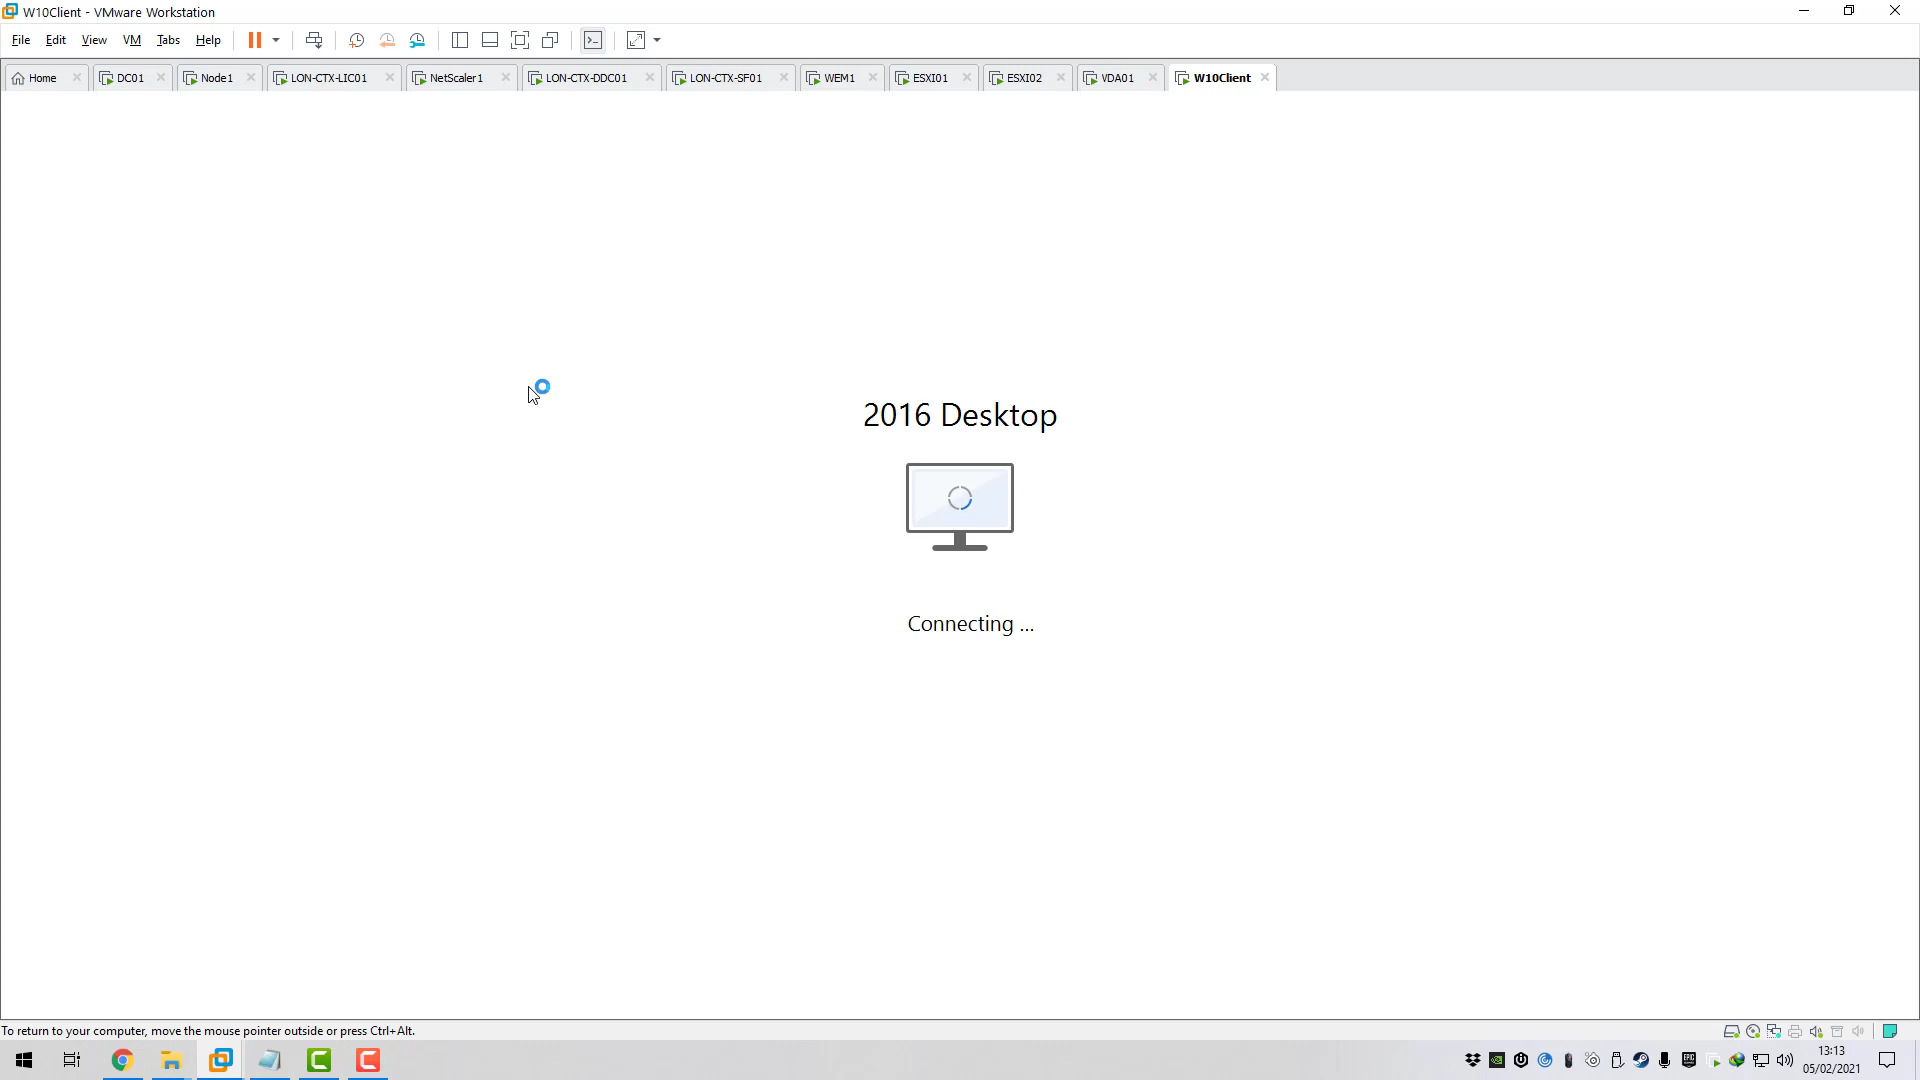 W10Client - VMware Workstation
File Edit View VM Tabs Help
Home DC01 Node1 LON-CTX-LIC01 NetScaler1 LON-CTX-DDC01 LON-CTX-SF01 WEM1 ESXI01 ESXI02 VDA01 W10Client
2016 Desktop
Connecting ...
To return to your computer, move the mouse pointer outside or press Ctrl+Alt.
13:13
05/02/2021